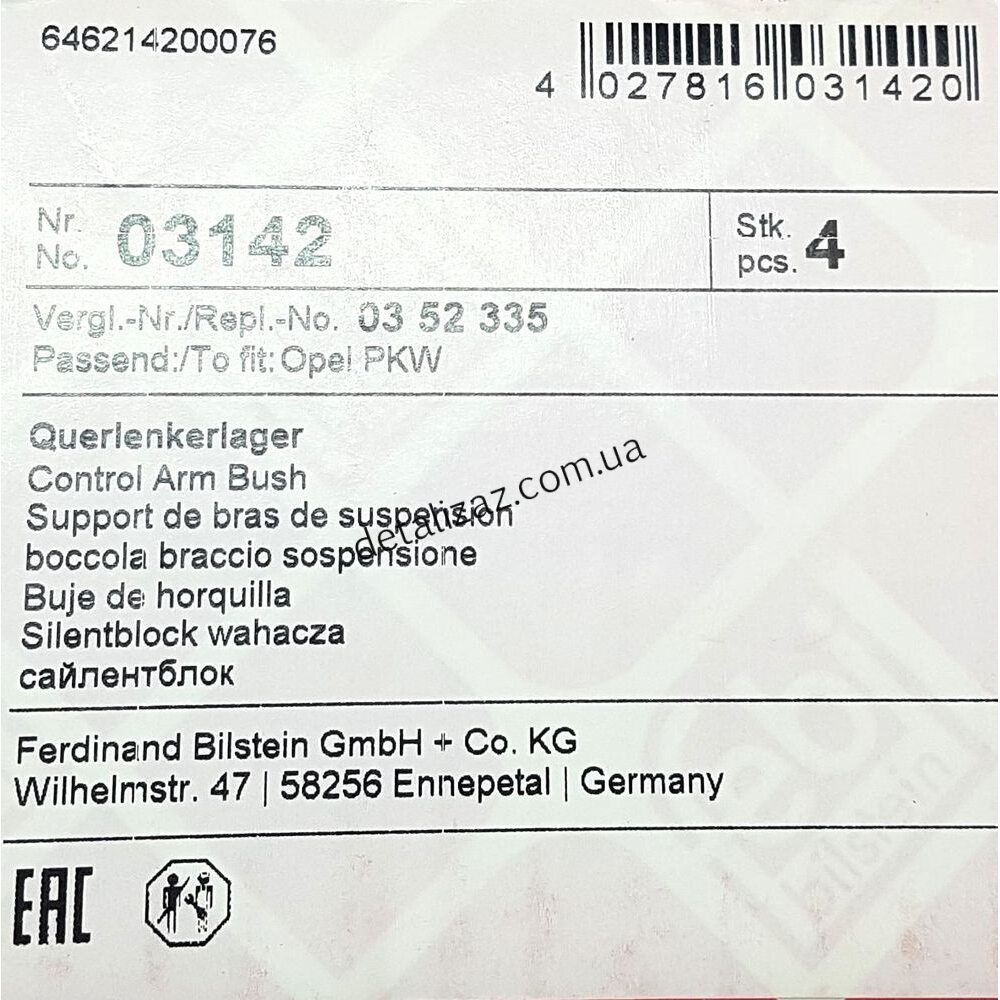 646214200076
4 027816 031420
Nr.
No. 03142
Stk.
pcs. 4
Vergl.-Nr./Repl.-No. 03 52 335
Passend:/To fit: Opel PKW
Querlenkerlager
Control Arm Bush
Support de bras de suspension
detalizaz.com.ua
boccola braccio sospensione
Buje de horquilla
Silentblock wahacza
сайлентблок
Ferdinand Bilstein GmbH + Co. KG
Wilhelmstr. 47 | 58256 Ennepetal | Germany
febi
bilstein
EAC